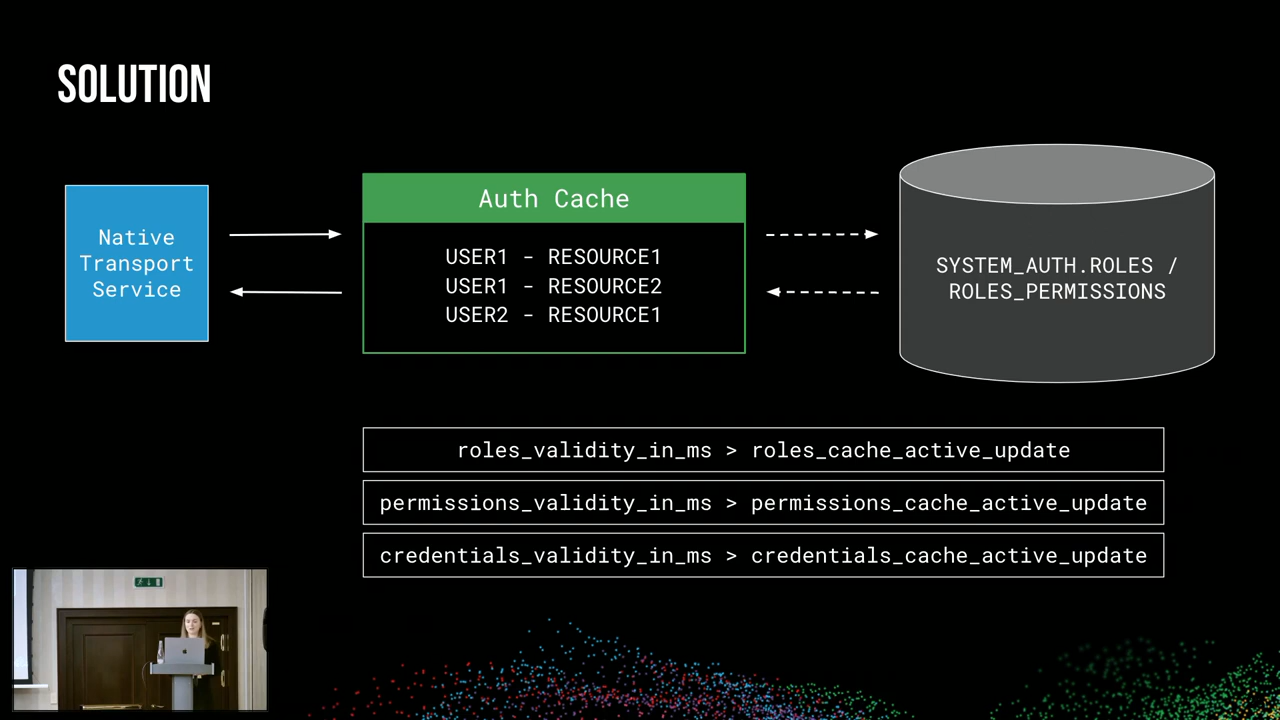 SOLUTION
Native
Transport
Service
Auth Cache
USER1 - RESOURCE1
USER1 - RESOURCE2
USER2 - RESOURCE1
SYSTEM_AUTH.ROLES /
ROLES_PERMISSIONS
roles_validity_in_ms > roles_cache_active_update
permissions_validity_in_ms > permissions_cache_active_update
credentials_validity_in_ms > credentials_cache_active_update